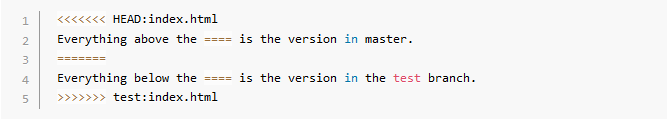 1 <<<<<<< HEAD:index.html
2 Everything above the ==== is the version in master.
3 =======
4 Everything below the ==== is the version in the test branch.
5 >>>>>>> test:index.html